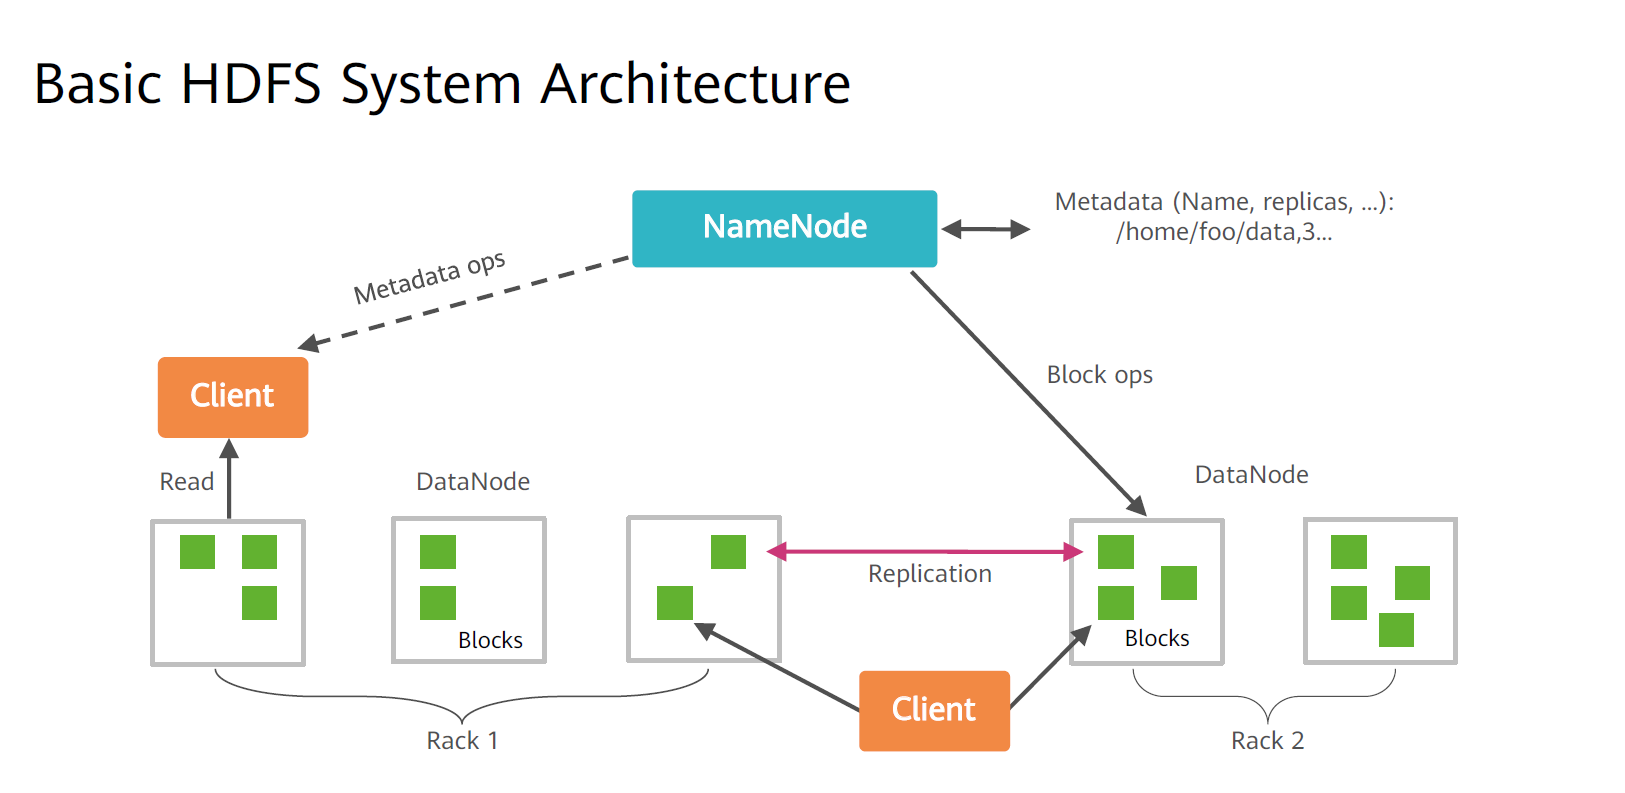 Basic HDFS System Architecture
NameNode
Metadata (Name, replicas, ...):
/home/foo/data,3...
Metadata ops
Client
Block ops
Read
DataNode
DataNode
Replication
Blocks
Blocks
Client
Rack 1
Rack 2